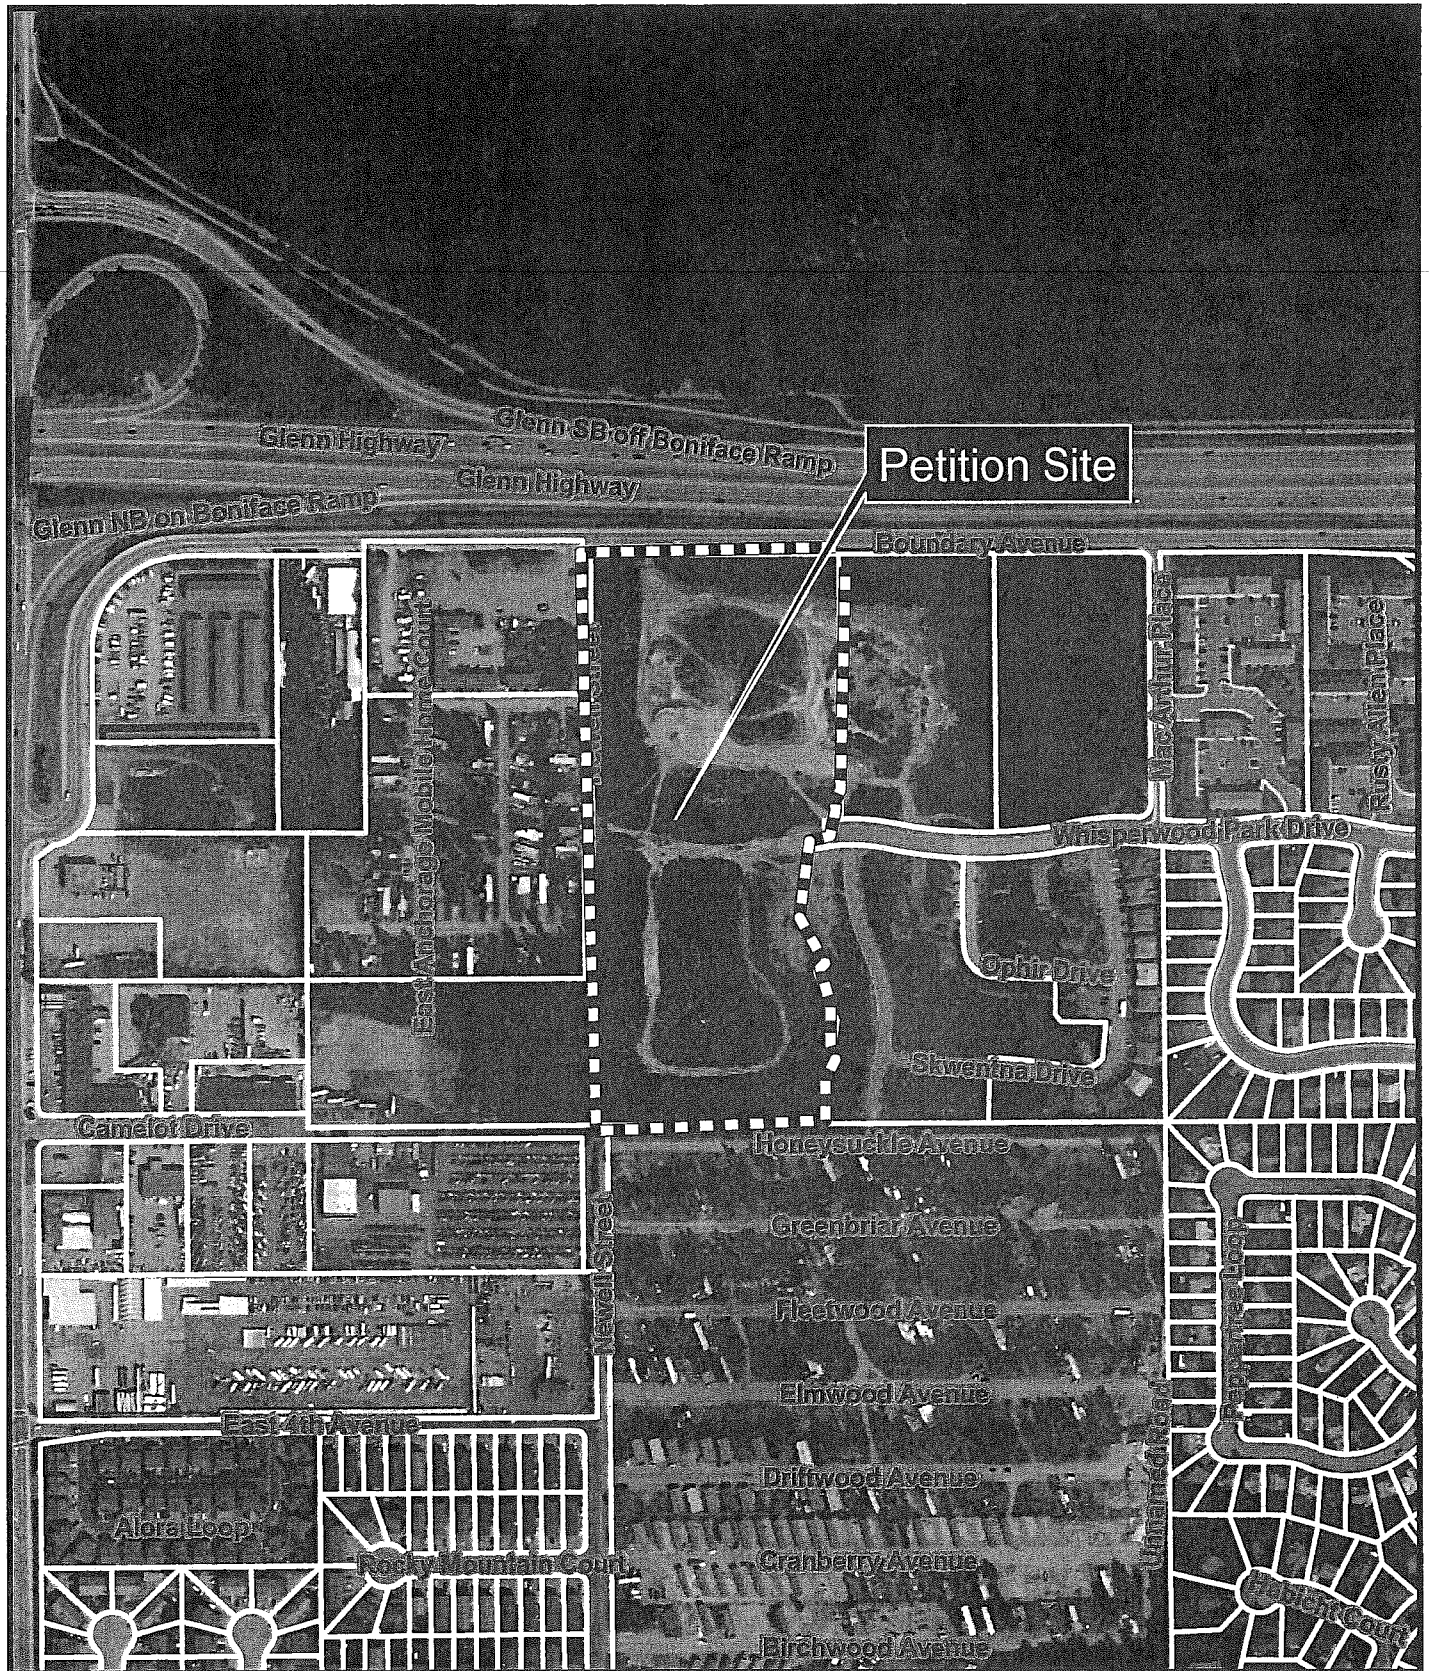 Glenn SB off Boniface Ramp
Glenn Highway
Petition Site
Glenn Highway
Glenn NB on Boniface Ramp
Boundary Avenue
East Anchorage Mobile Home Court
MacArthur Place
Rusty Allen Place
Whisperwood Park Drive
Ophir Drive
Skwentna Drive
Camelot Drive
Honeysuckle Avenue
Newell Street
Greenbriar Avenue
Fleetwood Avenue
Elmwood Avenue
East 4th Avenue
Driftwood Avenue
Alora Loop
Rocky Mountain Court
Cranberry Avenue
Unnamed
Loop
Court
Birchwood Avenue